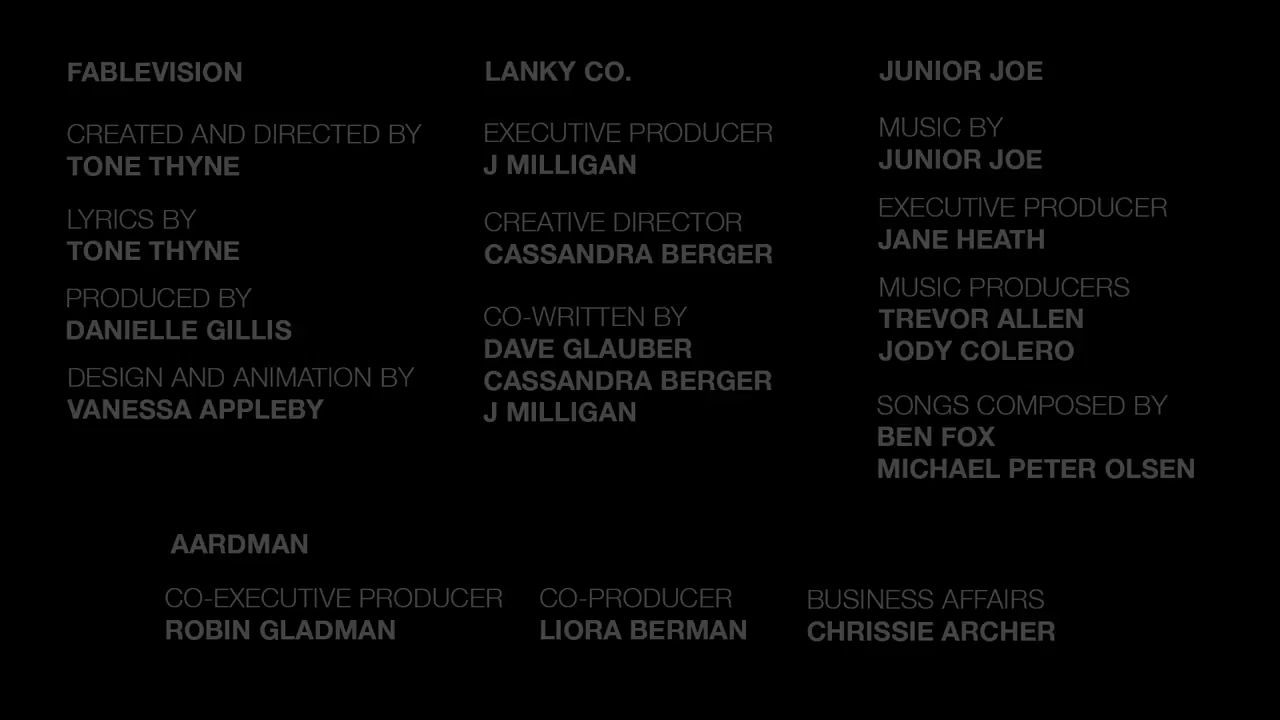 FABLEVISION
CREATED AND DIRECTED BY
TONE THYNE
LYRICS BY
TONE THYNE
PRODUCED BY
DANIELLE GILLIS
DESIGN AND ANIMATION BY
VANESSA APPLEBY
LANKY CO.
EXECUTIVE PRODUCER
J MILLIGAN
CREATIVE DIRECTOR
CASSANDRA BERGER
CO-WRITTEN BY
DAVE GLAUBER
CASSANDRA BERGER
J MILLIGAN
JUNIOR JOE
MUSIC BY
JUNIOR JOE
EXECUTIVE PRODUCER
JANE HEATH
MUSIC PRODUCERS
TREVOR ALLEN
JODY COLERO
SONGS COMPOSED BY
BEN FOX
MICHAEL PETER OLSEN
AARDMAN
CO-EXECUTIVE PRODUCER
ROBIN GLADMAN
CO-PRODUCER
LIORA BERMAN
BUSINESS AFFAIRS
CHRISSIE ARCHER